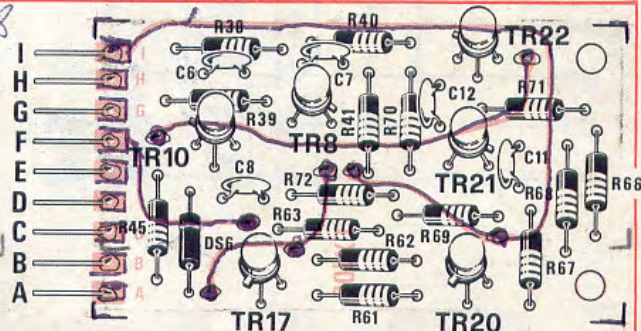 8
I
R38
R40
TR22
H
C6
C7
R71
G
R39
R41
R70
C12
F
TR10
TR8
E
C8
R72
TR21
C11
R68
R66
D
C
R45
DS6
R63
R62
R69
R67
B
A
TR17
R61
TR20
I
H
G
B
A